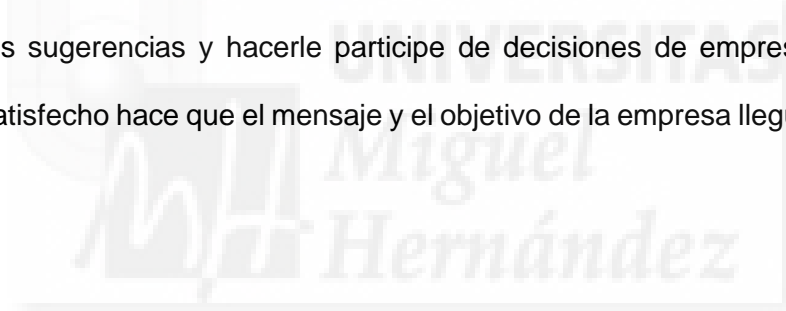 s sugerencias y hacerle participe de decisiones de empres
atisfecho hace que el mensaje y el objetivo de la empresa llegu
UNIVERSITAS
Miguel
Hernández